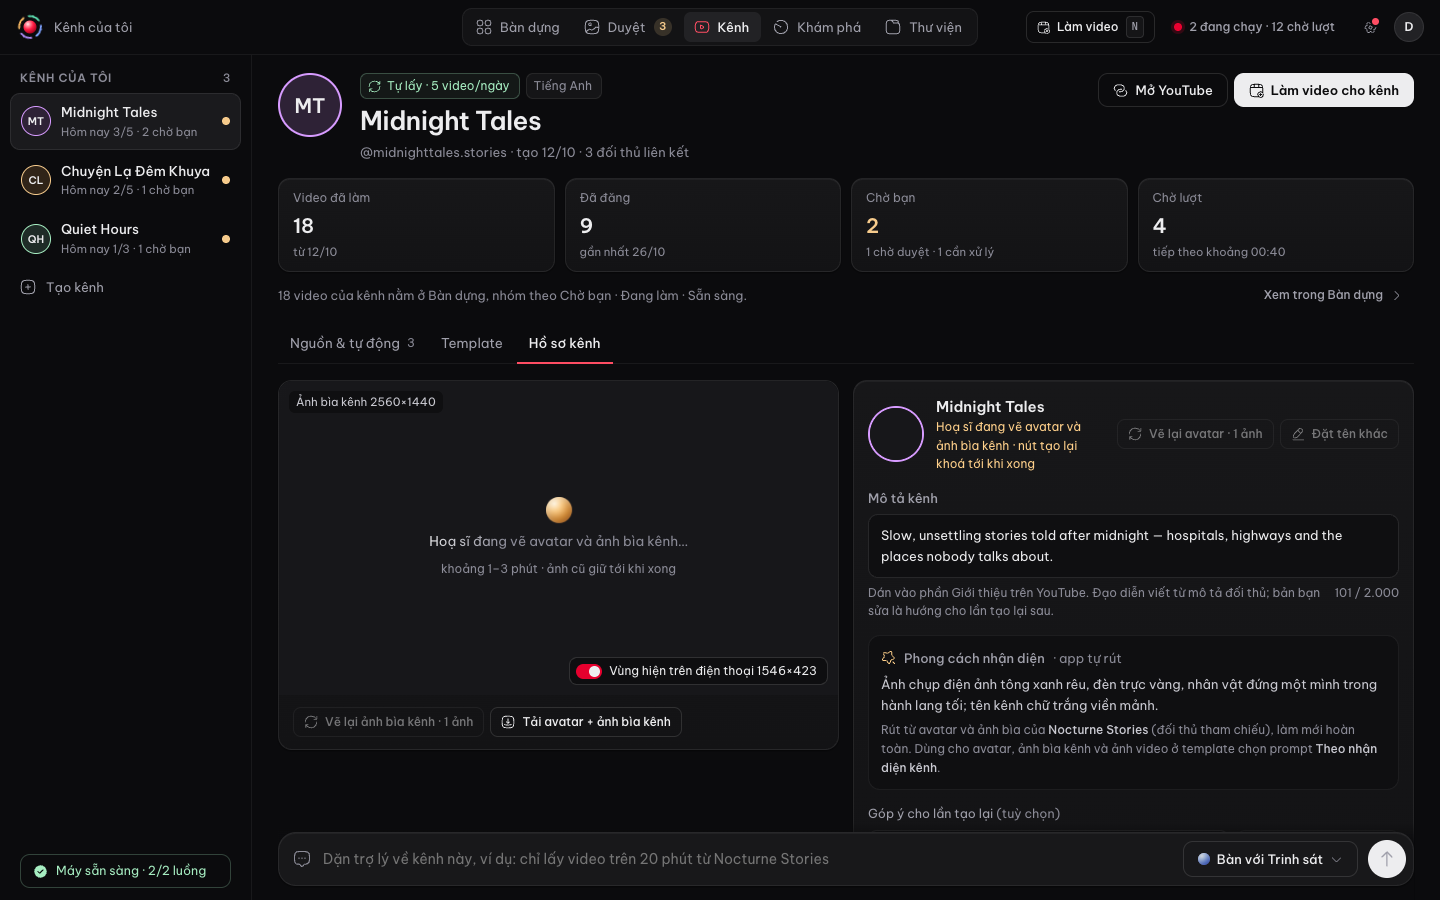 Kênh của tôi
Bàn dựng
Duyệt 3
Kênh
Khám phá
Thư viện
Làm video N
2 đang chạy · 12 chờ lượt
D
KÊNH CỦA TÔI 3
MT
Midnight Tales
Hôm nay 3/5 · 2 chờ bạn
CL
Chuyện Lạ Đêm Khuya
Hôm nay 2/5 · 1 chờ bạn
QH
Quiet Hours
Hôm nay 1/3 · 1 chờ bạn
Tạo kênh
Máy sẵn sàng · 2/2 luồng
MT
Tự lấy · 5 video/ngày
Tiếng Anh
Midnight Tales
@midnighttales.stories · tạo 12/10 · 3 đối thủ liên kết
Mở YouTube
Làm video cho kênh
Video đã làm
18
từ 12/10
Đã đăng
9
gần nhất 26/10
Chờ bạn
2
1 chờ duyệt · 1 cần xử lý
Chờ lượt
4
tiếp theo khoảng 00:40
18 video của kênh nằm ở Bàn dựng, nhóm theo Chờ bạn · Đang làm · Sẵn sàng.
Xem trong Bàn dựng
Nguồn & tự động 3
Template
Hồ sơ kênh
Ảnh bìa kênh 2560×1440
Hoạ sĩ đang vẽ avatar và ảnh bìa kênh…
khoảng 1–3 phút · ảnh cũ giữ tới khi xong
Vùng hiện trên điện thoại 1546×423
Vẽ lại ảnh bìa kênh · 1 ảnh
Tải avatar + ảnh bìa kênh
Midnight Tales
Hoạ sĩ đang vẽ avatar và
ảnh bìa kênh · nút tạo lại
khoá tới khi xong
Vẽ lại avatar · 1 ảnh
Đặt tên khác
Mô tả kênh
Slow, unsettling stories told after midnight — hospitals, highways and the
places nobody talks about.
Dán vào phần Giới thiệu trên YouTube. Đạo diễn viết từ mô tả đối thủ; bản bạn
sửa là hướng cho lần tạo lại sau.
101 / 2.000
Phong cách nhận diện · app tự rút
Ảnh chụp điện ảnh tông xanh rêu, đèn trực vàng, nhân vật đứng một mình trong
hành lang tối; tên kênh chữ trắng viền mảnh.
Rút từ avatar và ảnh bìa của Nocturne Stories (đối thủ tham chiếu), làm mới hoàn
toàn. Dùng cho avatar, ảnh bìa kênh và ảnh video ở template chọn prompt Theo nhận
diện kênh.
Góp ý cho lần tạo lại (tuỳ chọn)
Dặn trợ lý về kênh này, ví dụ: chỉ lấy video trên 20 phút từ Nocturne Stories
Bàn với Trinh sát